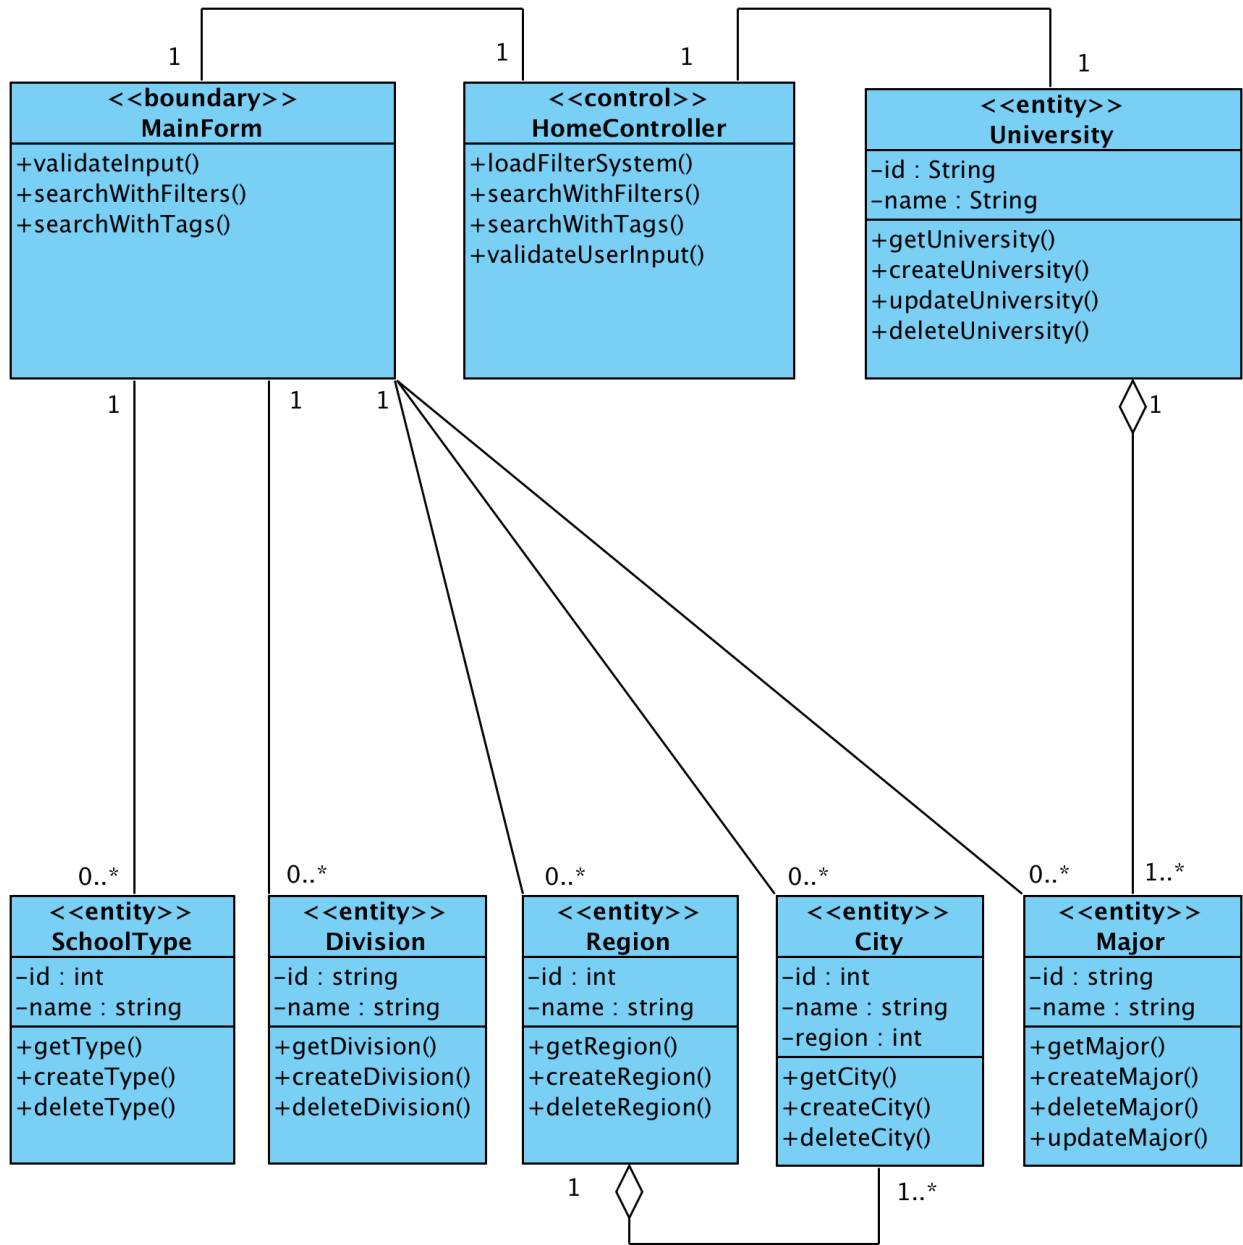 1
1
1
1
<<boundary>>
MainForm
+validateInput()
+searchWithFilters()
+searchWithTags()
<<control>>
HomeController
+loadFilterSystem()
+searchWithFilters()
+searchWithTags()
+validateUserInput()
<<entity>>
University
-id : String
-name : String
+getUniversity()
+createUniversity()
+updateUniversity()
+deleteUniversity()
1
1
1
1
0..*
0..*
0..*
0..*
0..*
1..*
<<entity>>
SchoolType
-id : int
-name : string
+getType()
+createType()
+deleteType()
<<entity>>
Division
-id : string
-name : string
+getDivision()
+createDivision()
+deleteDivision()
<<entity>>
Region
-id : int
-name : string
+getRegion()
+createRegion()
+deleteRegion()
<<entity>>
City
-id : int
-name : string
-region : int
+getCity()
+createCity()
+deleteCity()
<<entity>>
Major
-id : string
-name : string
+getMajor()
+createMajor()
+deleteMajor()
+updateMajor()
1
1..*